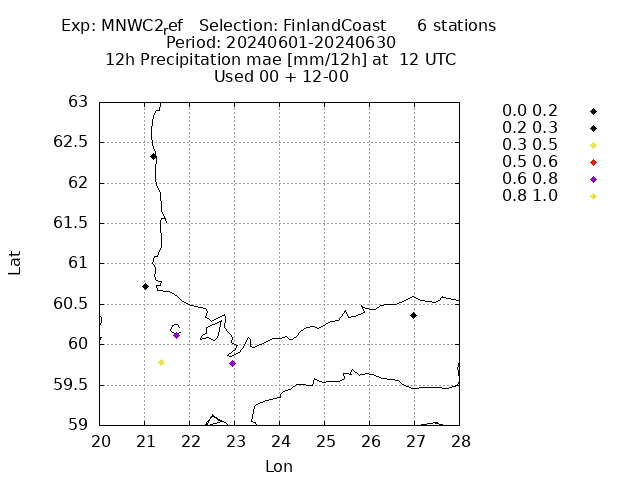 Exp: MNWC2ref   Selection: FinlandCoast      6 stations
Period: 20240601-20240630
12h Precipitation mae [mm/12h] at  12 UTC
Used 00 + 12-00
0.0 0.2
0.2 0.3
0.3 0.5
0.5 0.6
0.6 0.8
0.8 1.0
63
62.5
62
61.5
61
60.5
60
59.5
59
Lat
20 21 22 23 24 25 26 27 28
Lon